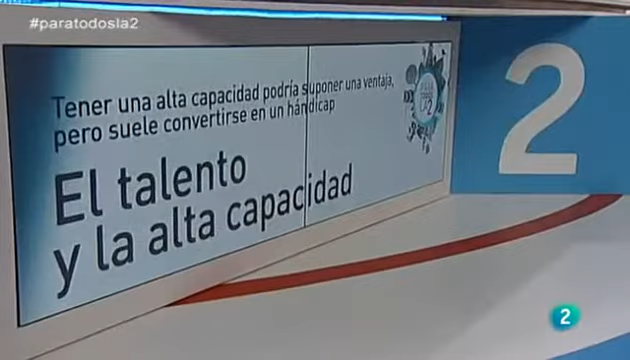 #paratodosla2
Tener una alta capacidad podría suponer una ventaja,
pero suele convertirse en un hándicap
El talento
y la alta capacidad
2
2